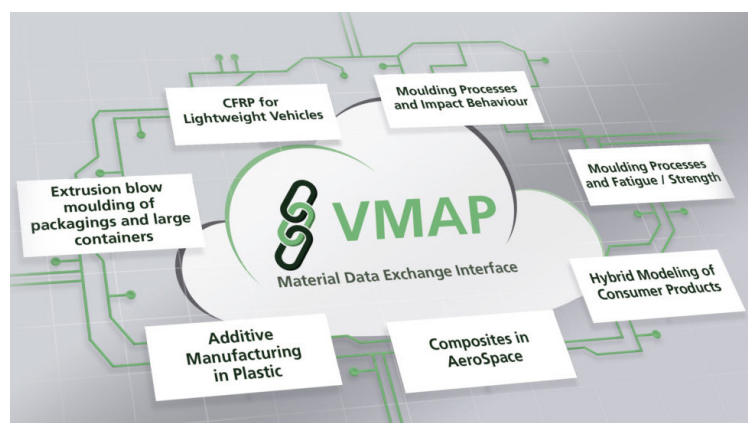 CFRP for
Lightweight Vehicles
Moulding Processes
and Impact Behaviour
Extrusion blow
moulding of
packagings and large
containers
VMAP
Material Data Exchange Interface
Moulding Processes
and Fatigue / Strength
Hybrid Modeling of
Consumer Products
Additive
Manufacturing
in Plastic
Composites in
AeroSpace